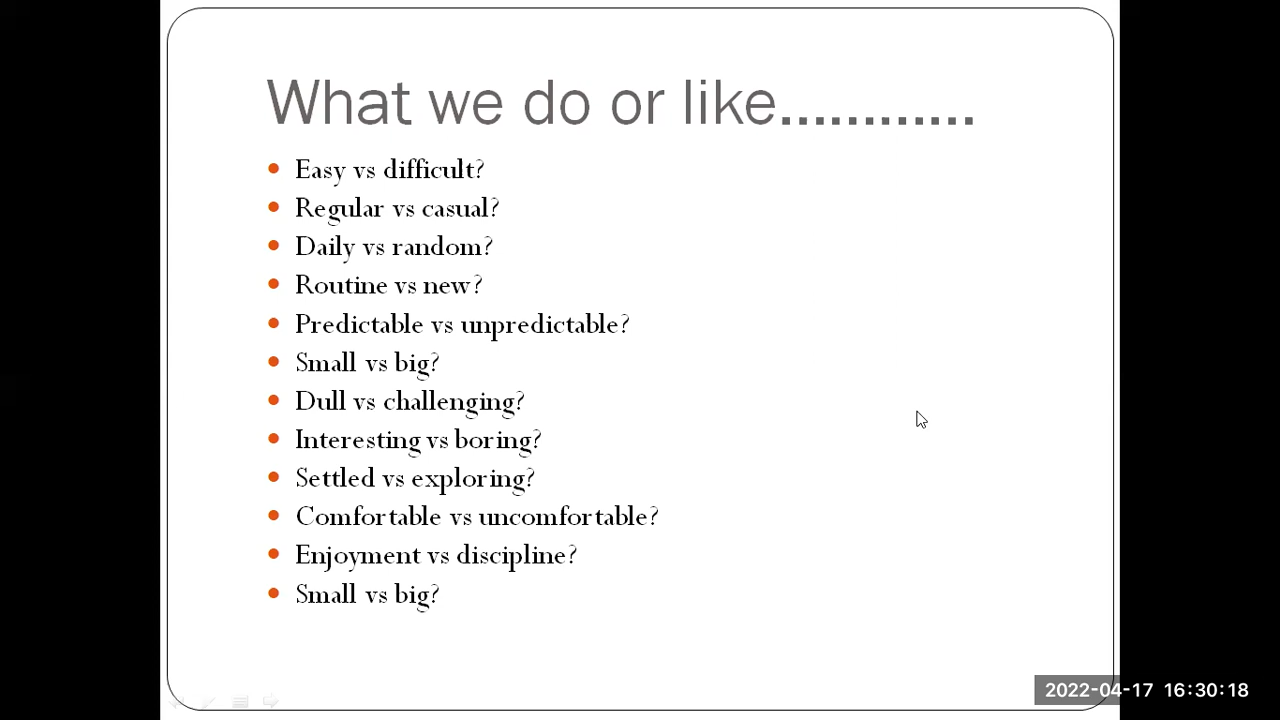 What we do or like............
Easy vs difficult?
Regular vs casual?
Daily vs random?
Routine vs new?
Predictable vs unpredictable?
Small vs big?
Dull vs challenging?
Interesting vs boring?
Settled vs exploring?
Comfortable vs uncomfortable?
Enjoyment vs discipline?
Small vs big?
2022-04-17 16:30:18